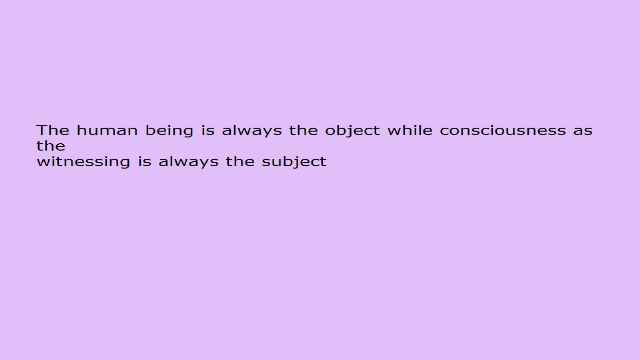 The human being is always the object while consciousness as
the
witnessing is always the subject